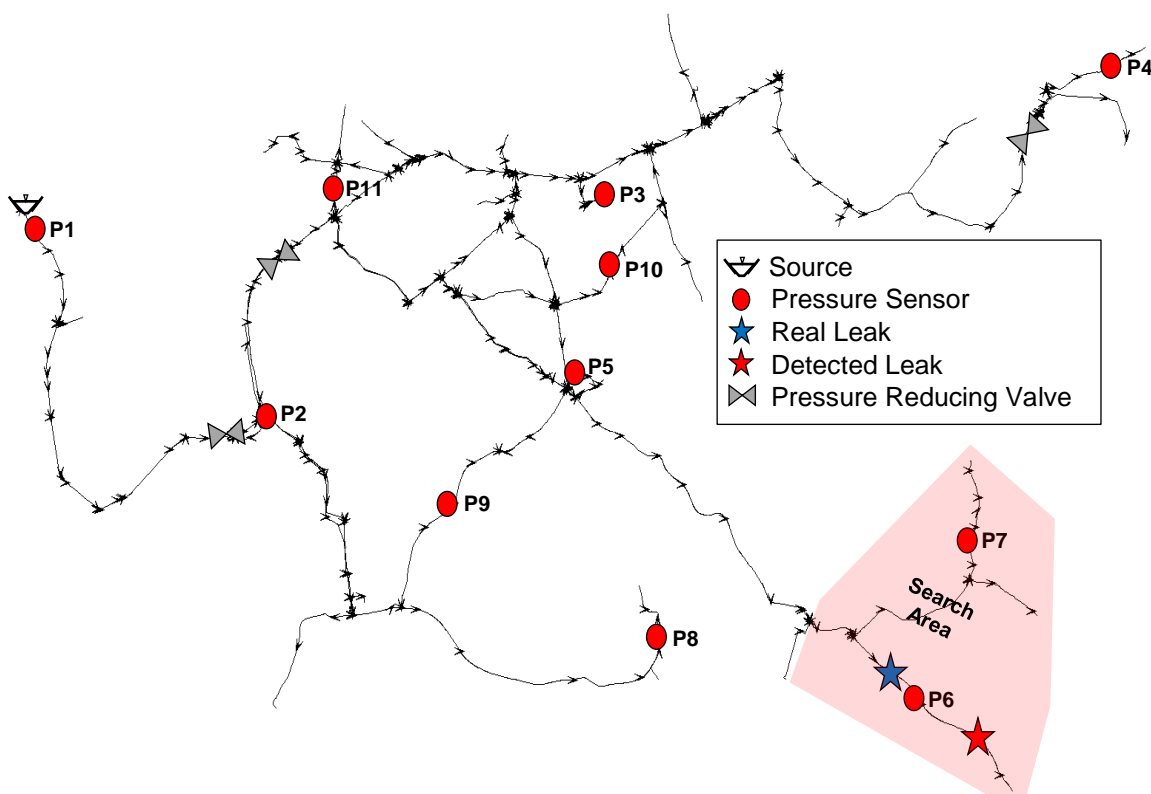 P4
P11
P3
P1
P10
Source
Pressure Sensor
Real Leak
Detected Leak
Pressure Reducing Valve
P5
P2
P9
P7
Search
Area
P8
P6